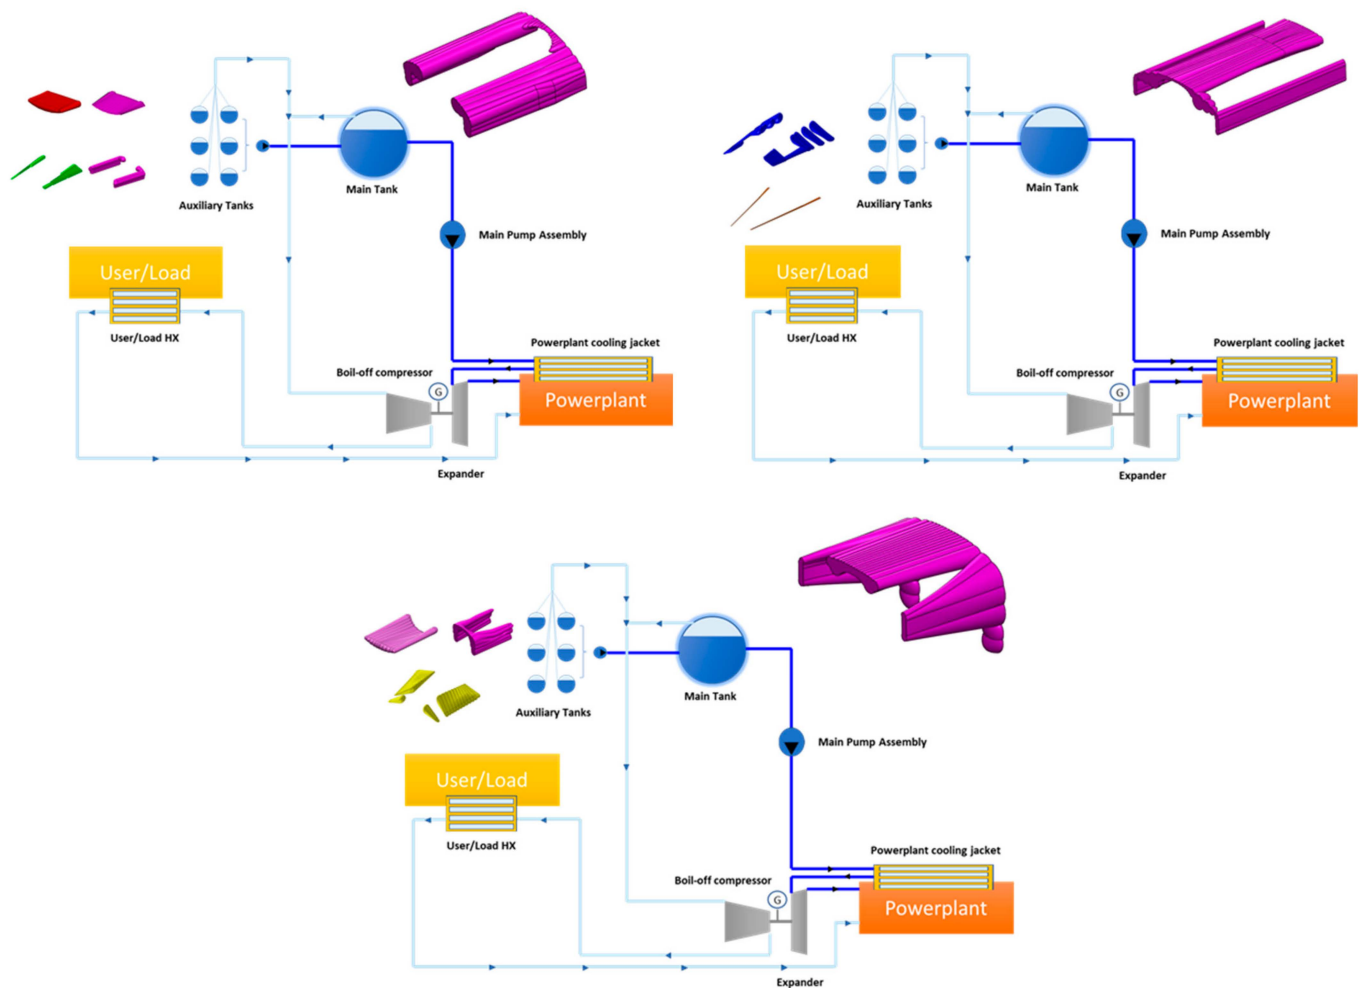 Main Tank
Auxiliary Tanks
Main Pump Assembly
User/Load
User/Load HX
Powerplant cooling jacket
Boil-off compressor
G
Powerplant
Expander
Main Tank
Auxiliary Tanks
Main Pump Assembly
User/Load
User/Load HX
Powerplant cooling jacket
Boil-off compressor
G
Powerplant
Expander
Main Tank
Auxiliary Tanks
Main Pump Assembly
User/Load
User/Load HX
Powerplant cooling jacket
Boil-off compressor
G
Powerplant
Expander